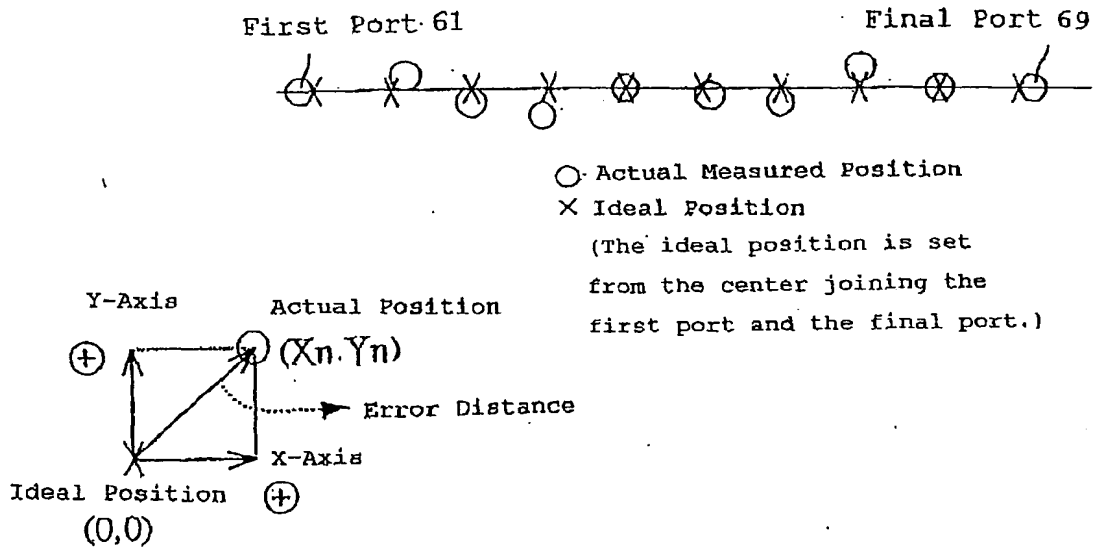 First Port 61
Final Port 69
○ Actual Measured Position
× Ideal Position
(The ideal position is set
from the center joining the
first port and the final port.)
Y-Axis
Actual Position
(Xn.Yn)
Error Distance
X-Axis
Ideal Position
(0,0)